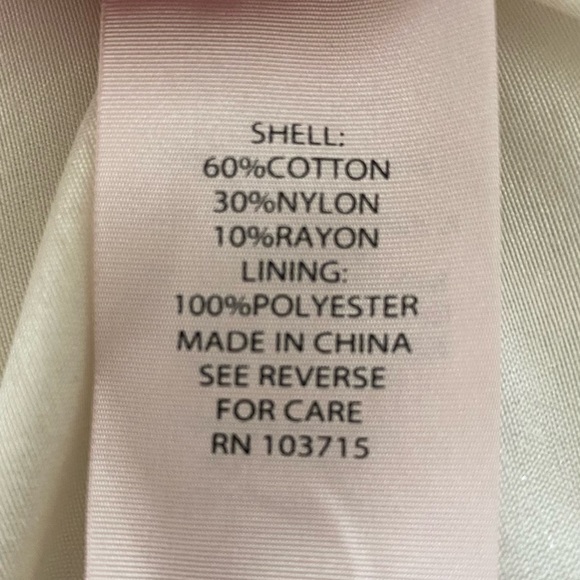 SHELL:
60%COTTON
30%NYLON
10%RAYON
LINING:
100%POLYESTER
MADE IN CHINA
SEE REVERSE
FOR CARE
RN 103715